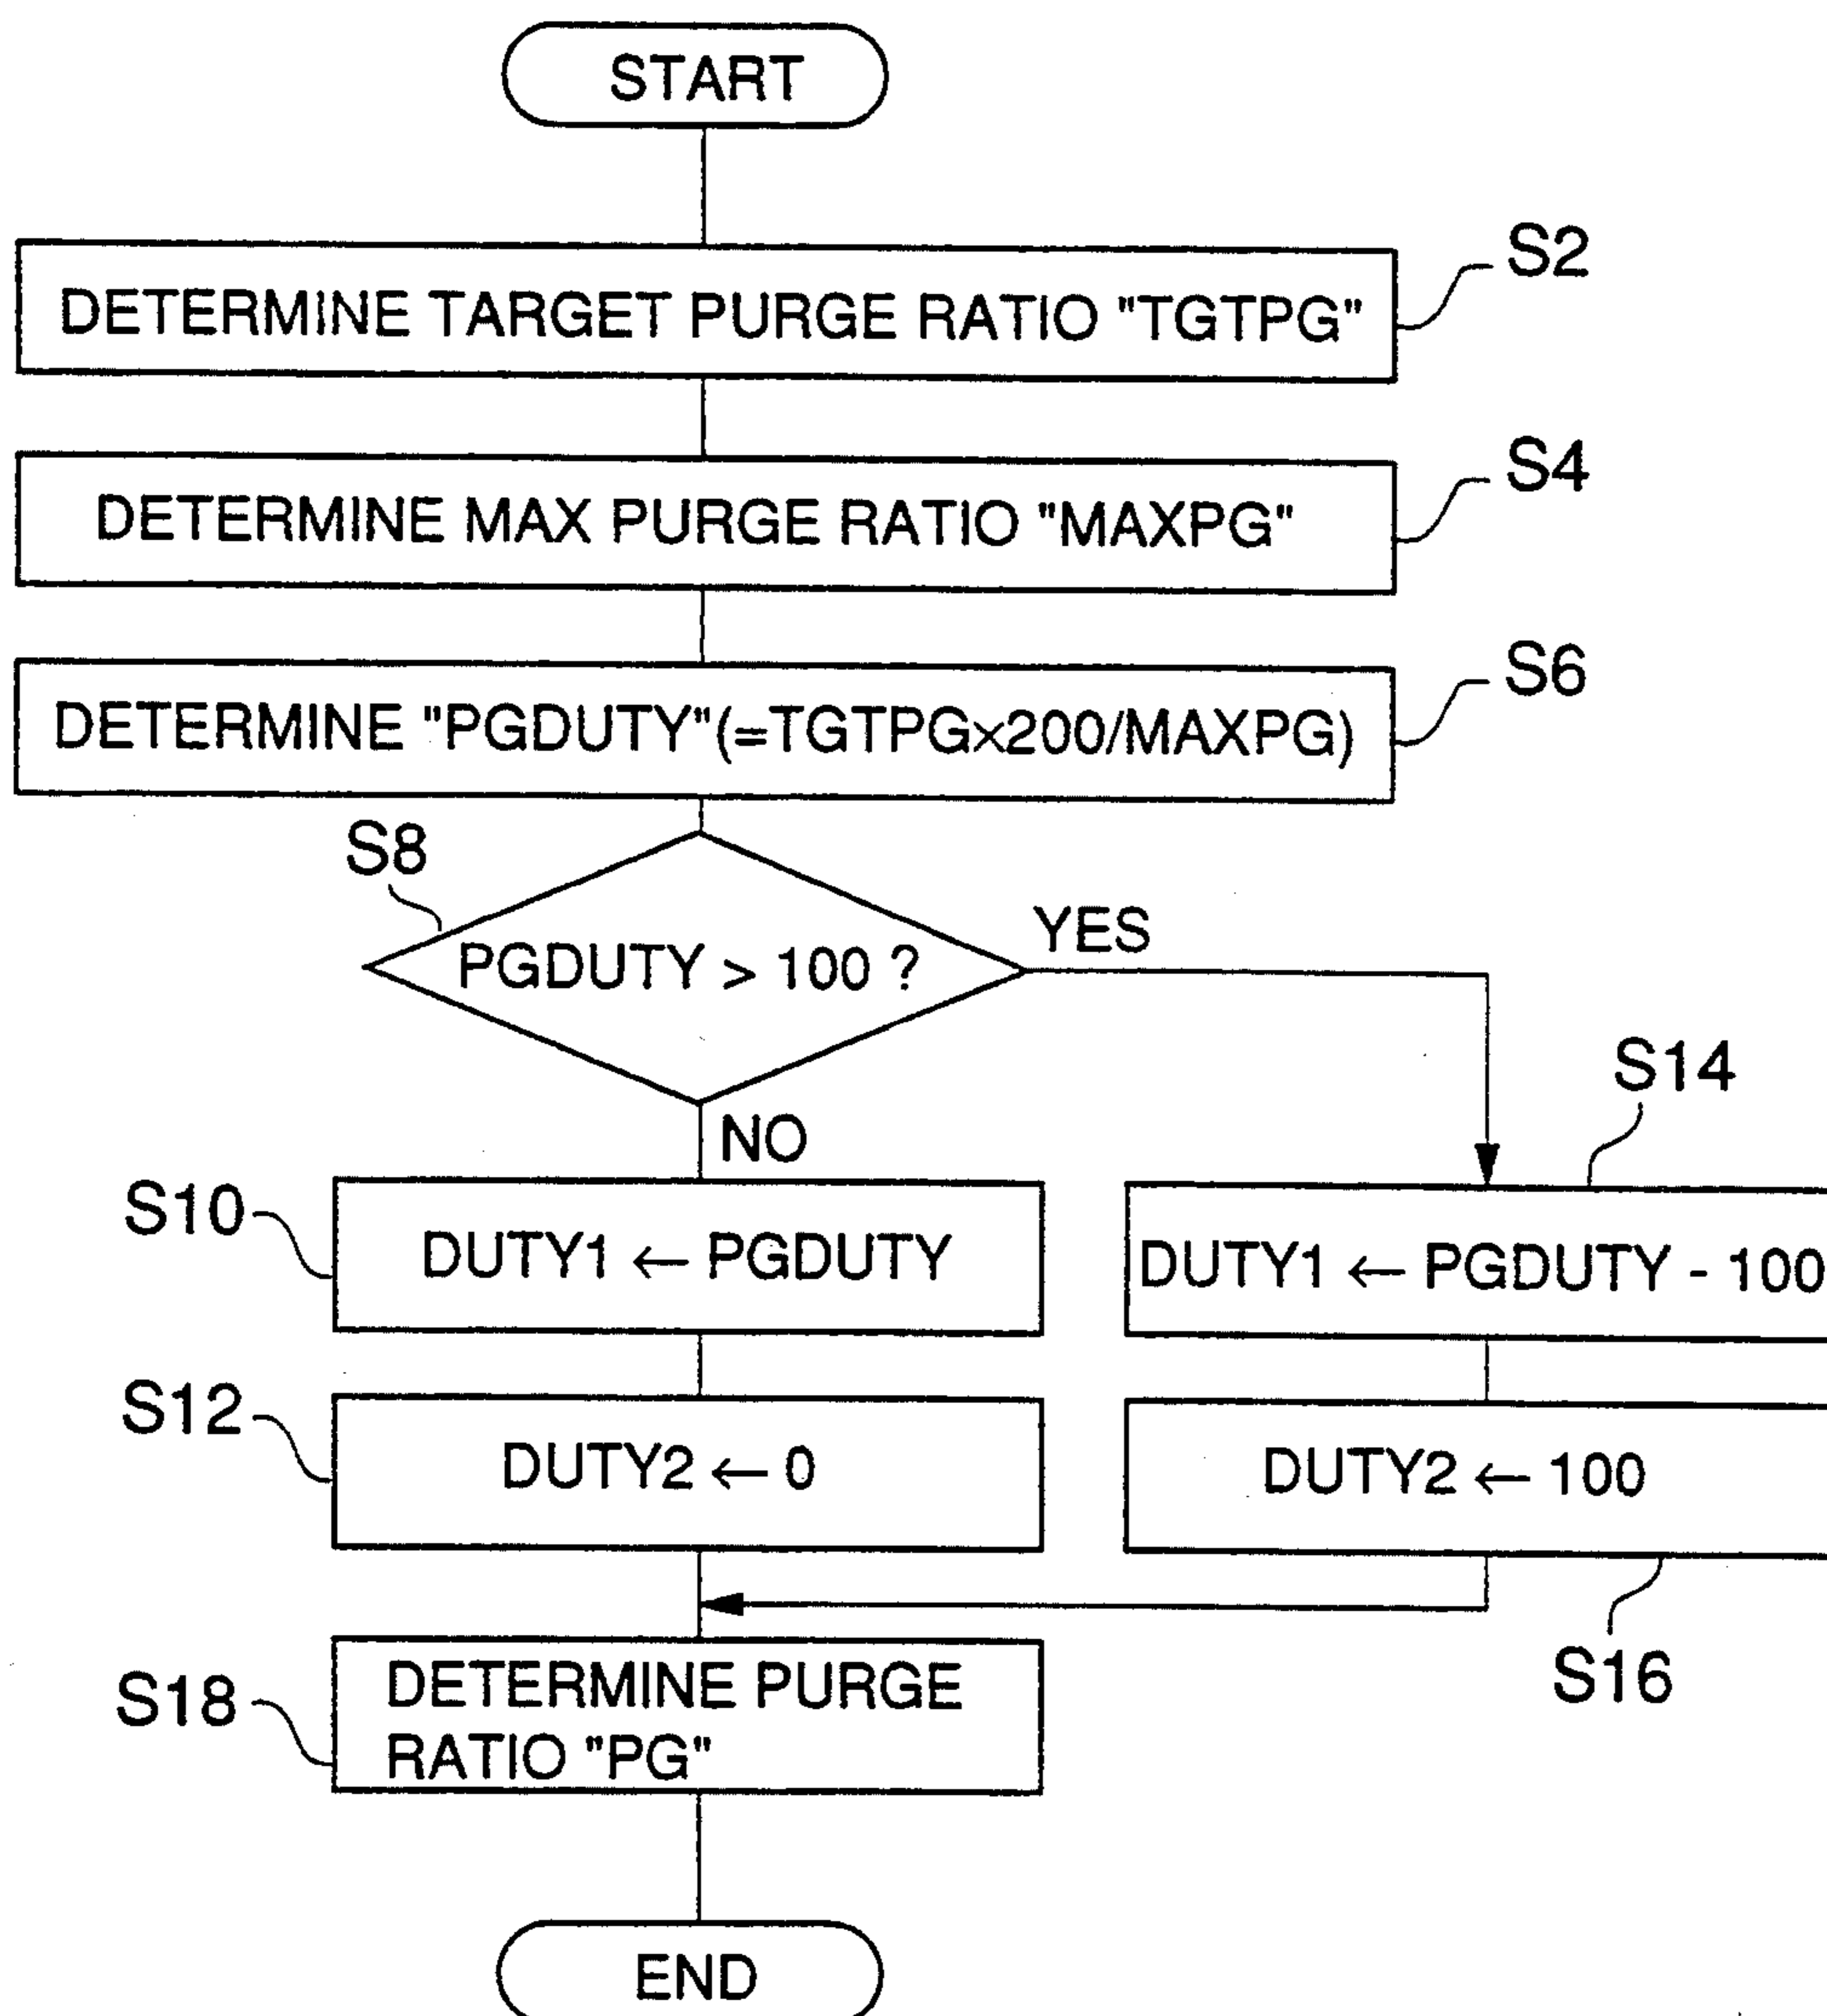 START
S2
DETERMINE TARGET PURGE RATIO "TGTPG"
S4
DETERMINE MAX PURGE RATIO "MAXPG"
S6
DETERMINE "PGDUTY"(=TGTPG×200/MAXPG)
S8
PGDUTY > 100 ?
YES
NO
S14
S10
DUTY1 ← PGDUTY
DUTY1 ← PGDUTY - 100
S12
DUTY2 ← 0
DUTY2 ← 100
S16
S18
DETERMINE PURGE
RATIO "PG"
END